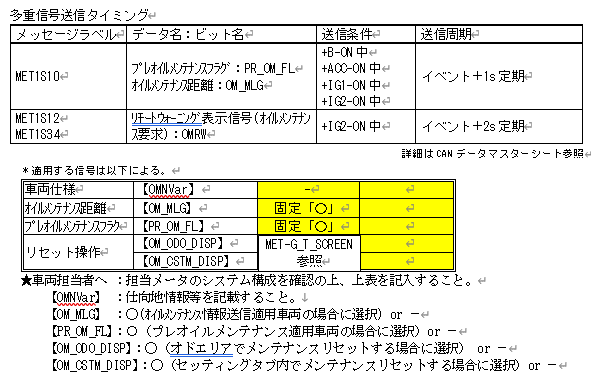 多重信号送信タイミング
メッセージラベル データ名:ビット名 送信条件 送信周期
MET1S10 ﾌﾟﾚｵｲﾙﾒﾝﾃﾅﾝｽﾌﾗｸﾞ:PR_OM_FL
ｵｲﾙﾒﾝﾃﾅﾝｽ距離:OM_MLG
+B-ON 中
+ACC-ON 中
+IG1-ON 中
+IG2-ON 中
イベント+1s 定期
MET1S12
MET1S34
ﾘﾓｰﾄｳｫｰﾆﾝｸﾞ表示信号(ｵｲﾙﾒﾝﾃﾅﾝ
ｽ要求):OMRW
+IG2-ON 中 イベント+2s 定期
詳細は CAN データマスターシート参照
*適用する信号は以下による。
車両仕様 【OMNVar】 -
ｵｲﾙﾒﾝﾃﾅﾝｽ距離 【OM_MLG】 固定「○」
ﾌﾟﾚｵｲﾙﾒﾝﾃﾅﾝｽﾌﾗｸ 【PR_OM_FL】 固定「○」
リセット操作 【OM_ODO_DISP】 MET-G_T_SCREEN
【OM_CSTM_DISP】 参照
★車両担当者へ :担当メータのシステム構成を確認の上、上表を記入すること。
【OMNVar】 :仕向地情報等を記載すること。
【OM_MLG】 :○(ｵｲﾙﾒﾝﾃﾅﾝｽ情報送信適用車両の場合に選択) or -
【PR_OM_FL】:○(プレオイルメンテナンス適用車両の場合に選択) or -
【OM_ODO_DISP】:○(オドエリアでメンテナンスリセットする場合に選択) or -
【OM_CSTM_DISP】:○(セッティングタブ内でメンテナンスリセットする場合に選択) or -